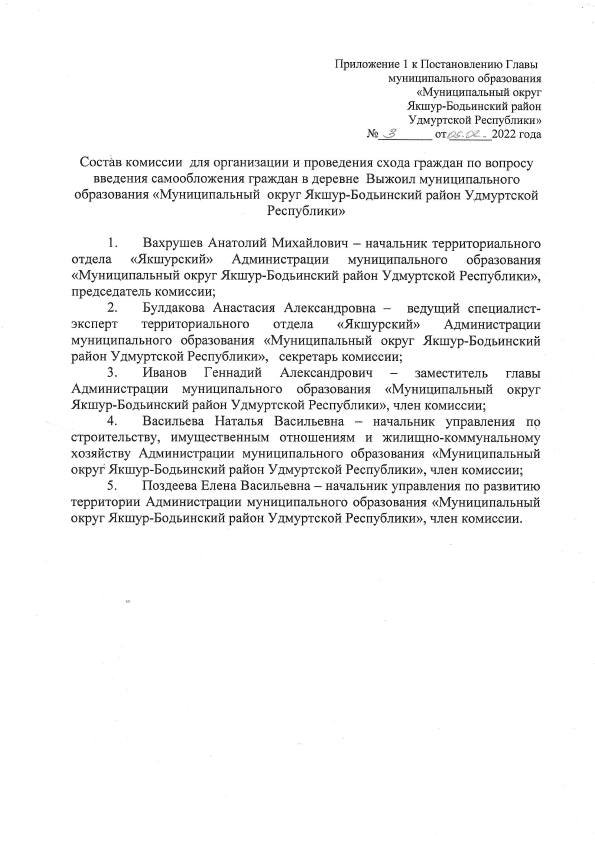 Приложение 1 к Постановлению Главы
муниципального образования
«Муниципальный округ
Якшур-Бодьинский район
Удмуртской Республики»
№ 3 от 05.02. 2022 года
Состав комиссии для организации и проведения схода граждан по вопросу
введения самообложения граждан в деревне Выжоил муниципального
образования «Муниципальный округ Якшур-Бодьинский район Удмуртской
Республики»
1. Вахрушев Анатолий Михайлович – начальник территориального
отдела «Якшурский» Администрации муниципального образования
«Муниципальный округ Якшур-Бодьинский район Удмуртской Республики»,
председатель комиссии;
2. Булдакова Анастасия Александровна – ведущий специалист-
эксперт территориального отдела «Якшурский» Администрации
муниципального образования «Муниципальный округ Якшур-Бодьинский
район Удмуртской Республики», секретарь комиссии;
3. Иванов Геннадий Александрович – заместитель главы
Администрации муниципального образования «Муниципальный округ
Якшур-Бодьинский район Удмуртской Республики», член комиссии;
4. Васильева Наталья Васильевна – начальник управления по
строительству, имущественным отношениям и жилищно-коммунальному
хозяйству Администрации муниципального образования «Муниципальный
округ Якшур-Бодьинский район Удмуртской Республики», член комиссии;
5. Поздеева Елена Васильевна – начальник управления по развитию
территории Администрации муниципального образования «Муниципальный
округ Якшур-Бодьинский район Удмуртской Республики», член комиссии.